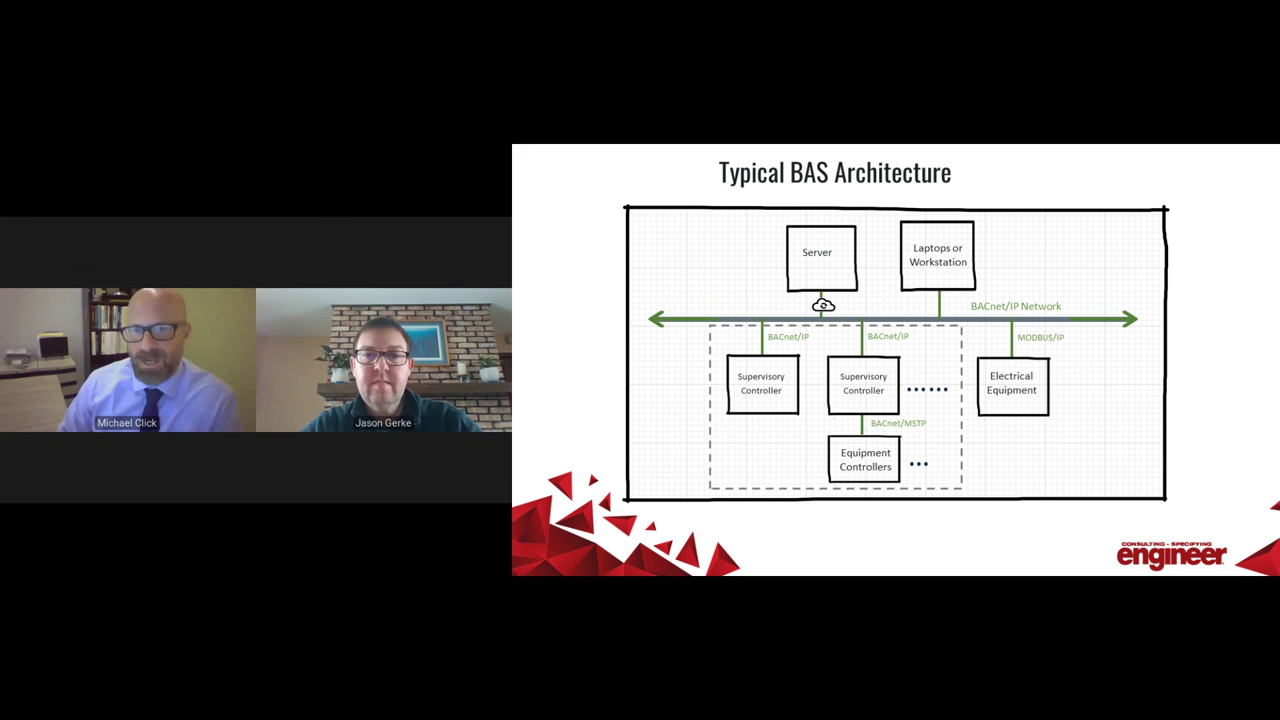 Typical BAS Architecture
Server
Laptops or
Workstation
BACnet/IP Network
BACnet/IP
BACnet/IP
MODBUS/IP
Supervisory
Controller
Supervisory
Controller
Electrical
Equipment
BACnet/MSTP
Equipment
Controllers
Michael Click
Jason Gerke
CONSULTING - SPECIFYING
engineer